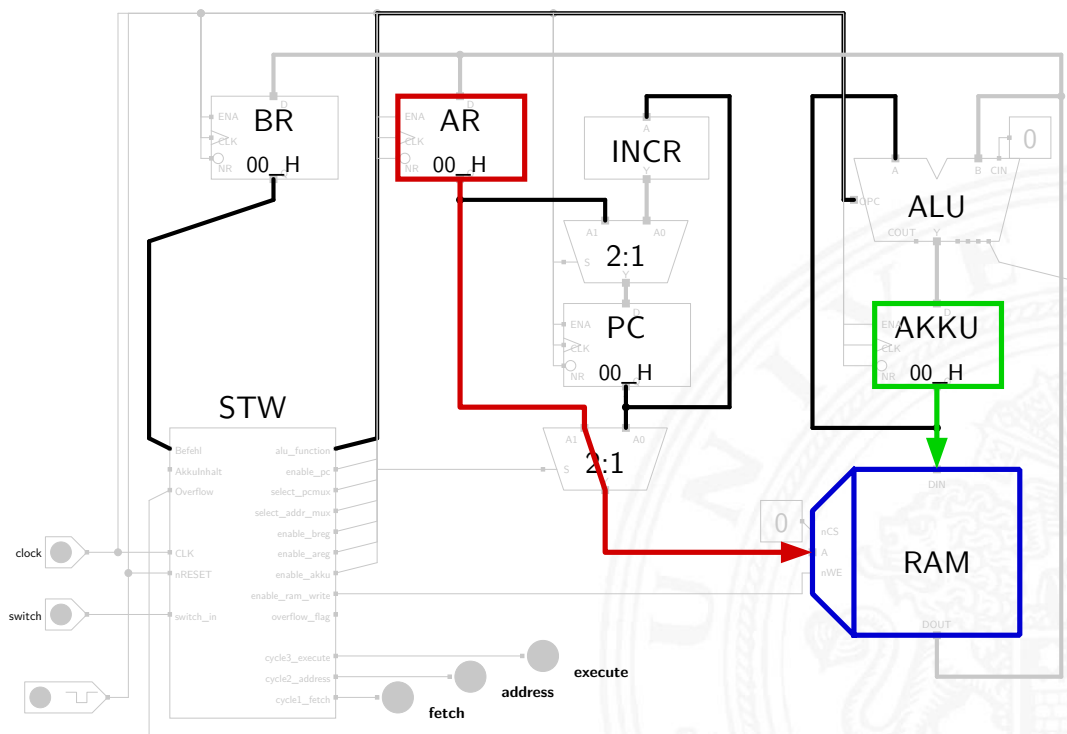 D
ENA
BR
CLK
00_H
NR
D
ENA
AR
CLK
00_H
NR
A
INCR
Y
0
A
B
CIN
OPC
ALU
COUT
Y
A1
A0
2:1
S
Y
D
ENA
PC
CLK
00_H
NR
D
ENA
AKKU
CLK
00_H
NR
STW
Befehl
alu_function
AkkuInhalt
enable_pc
Overflow
select_pcmux
select_addr_mux
enable_breg
CLK
enable_areg
nRESET
enable_akku
enable_ram_write
switch_in
overflow_flag
cycle3_execute
cycle2_address
cycle1_fetch
A1
A0
2:1
S
DIN
0
nCS
A
RAM
nWE
DOUT
clock
switch
execute
address
fetch
U N I V E